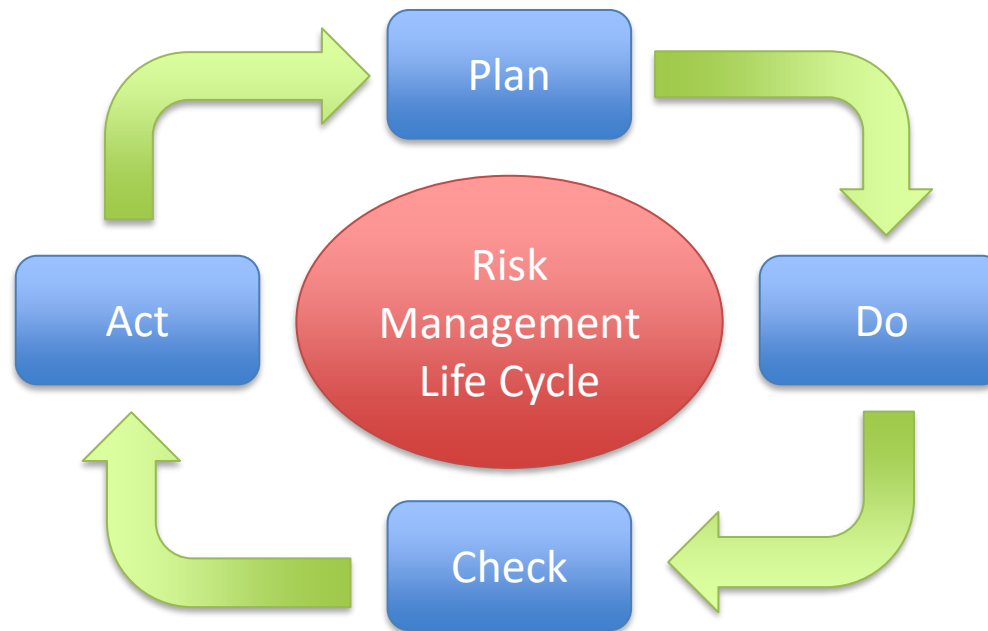 Plan
Act
Risk
Management
Life Cycle
Do
Check